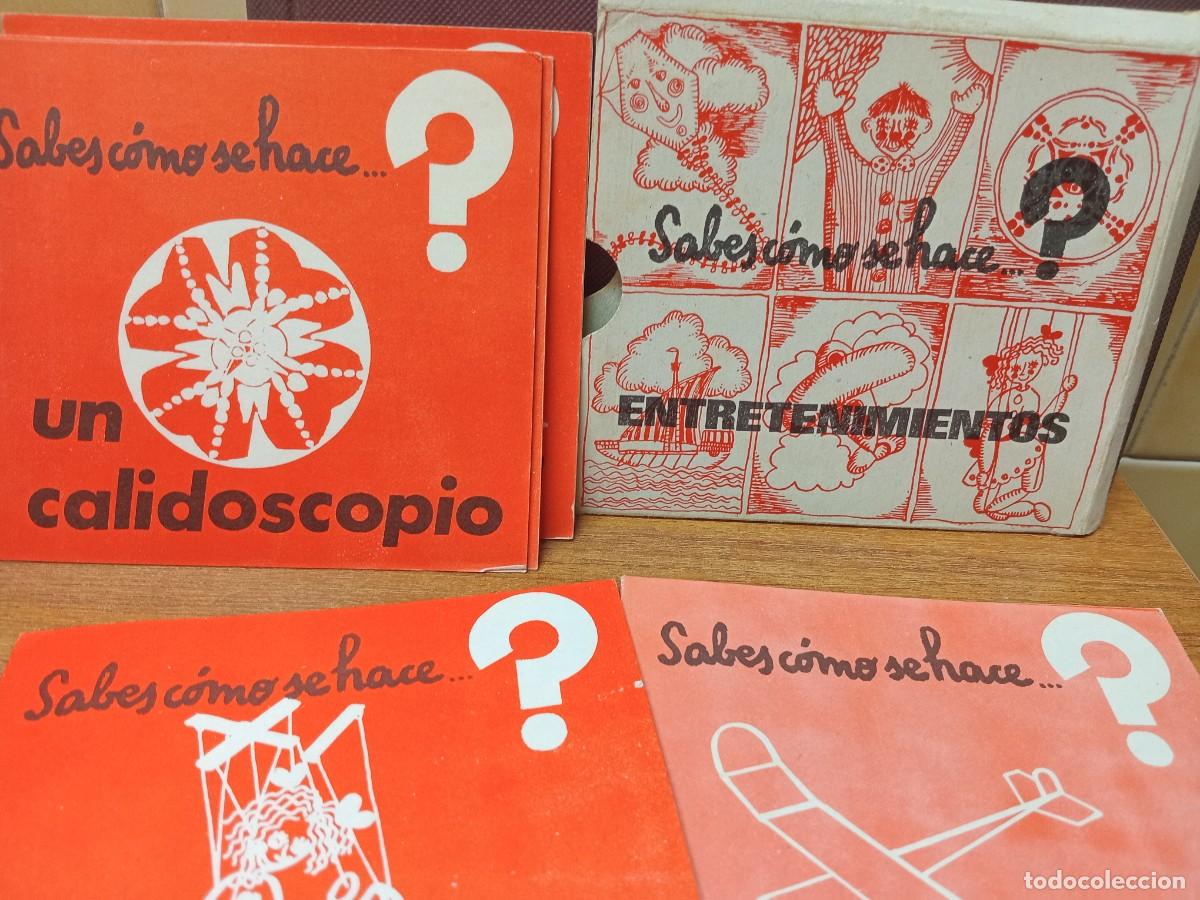 Sabes cómo se hace...?
un
calidoscopio
Sabes cómo se hace...?
ENTRETENIMIENTOS
Sabes cómo se hace...?
Sabes cómo se hace...?
todocoleccion